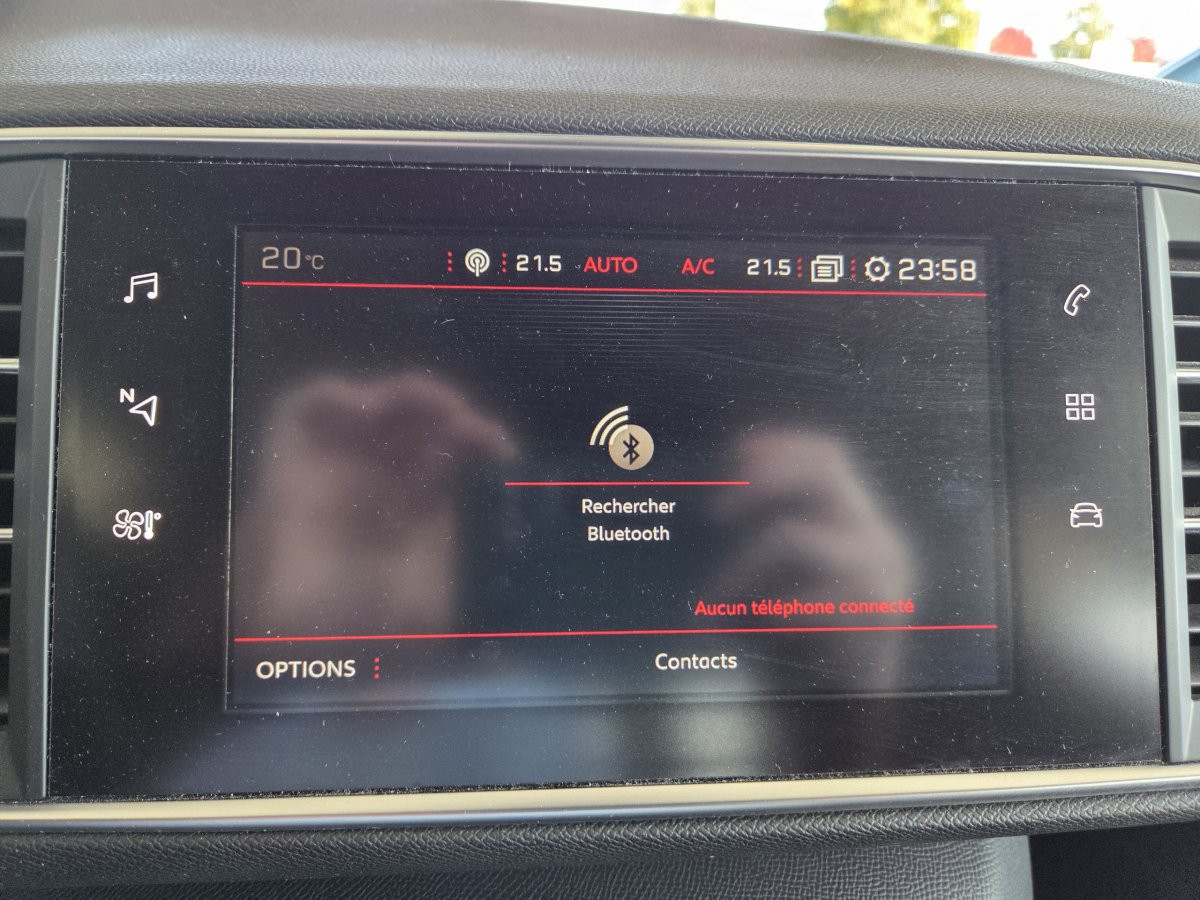 20°C 21.5 AUTO A/C 21.5 23:58
N
Rechercher
Bluetooth
Aucun téléphone connecté
OPTIONS Contacts